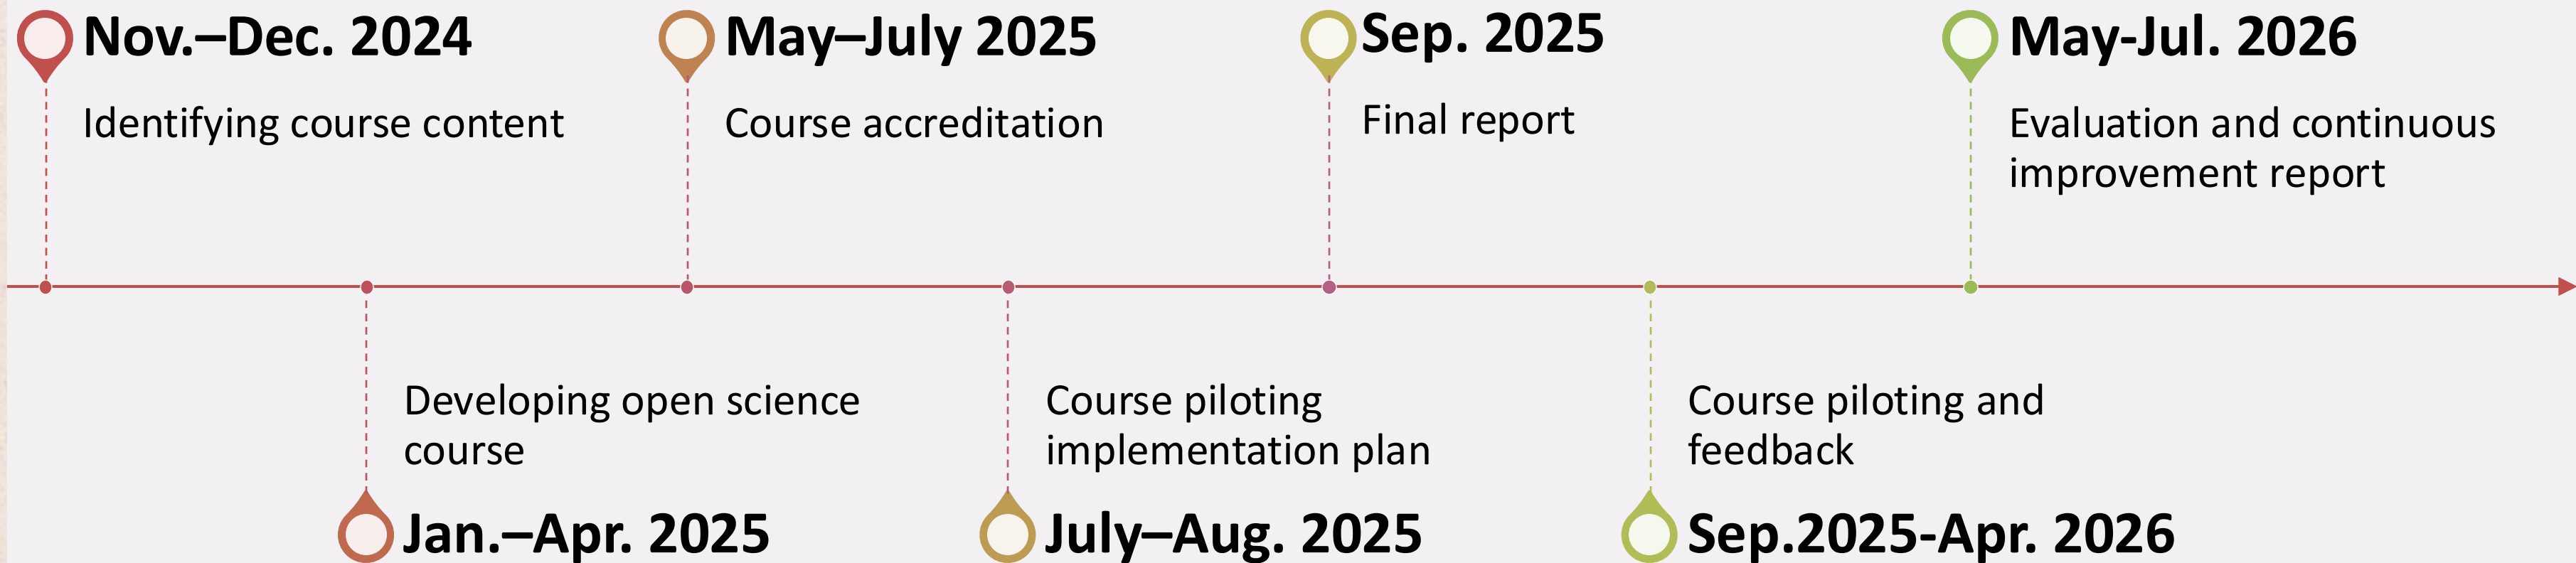 Nov.–Dec. 2024
Identifying course content
May–July 2025
Course accreditation
Sep. 2025
Final report
May-Jul. 2026
Evaluation and continuous
improvement report
Developing open science
course
Jan.–Apr. 2025
Course piloting
implementation plan
July–Aug. 2025
Course piloting and
feedback
Sep.2025-Apr. 2026